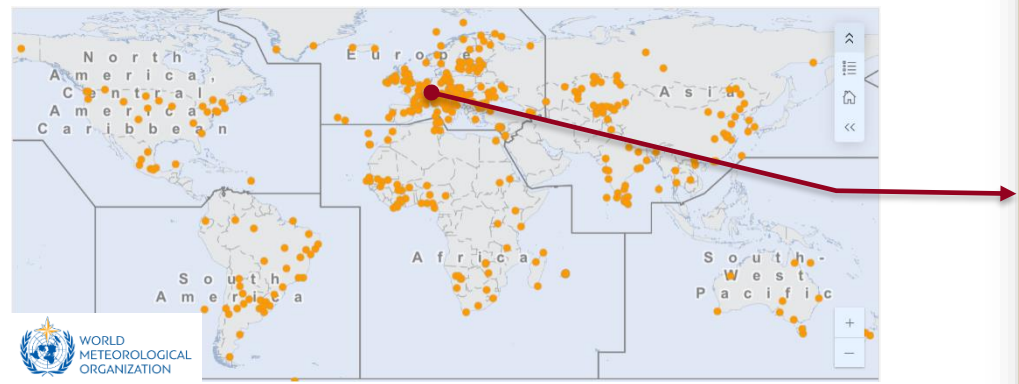 North
America,
Central
America
Caribbean
Europe
Asia
Africa
South
America
South-
West
Pacific
+
−
WORLD
METEOROLOGICAL
ORGANIZATION